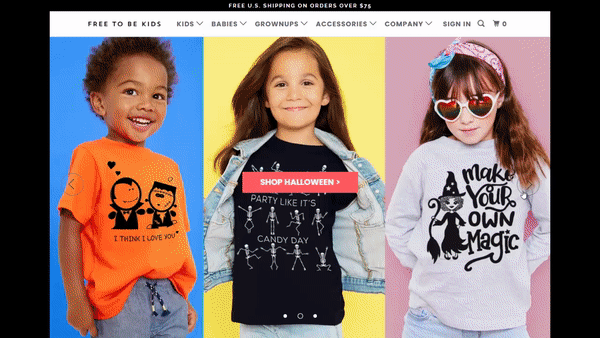 FREE U.S. SHIPPING ON ORDERS OVER $75
FREE TO BE KIDS
KIDS BABIES GROWNUPS ACCESSORIES COMPANY SIGN IN 0
I THINK I LOVE YOU
SHOP HALLOWEEN >
PARTY LIKE IT'S
CANDY DAY
make
YOUR
OWN
Magic